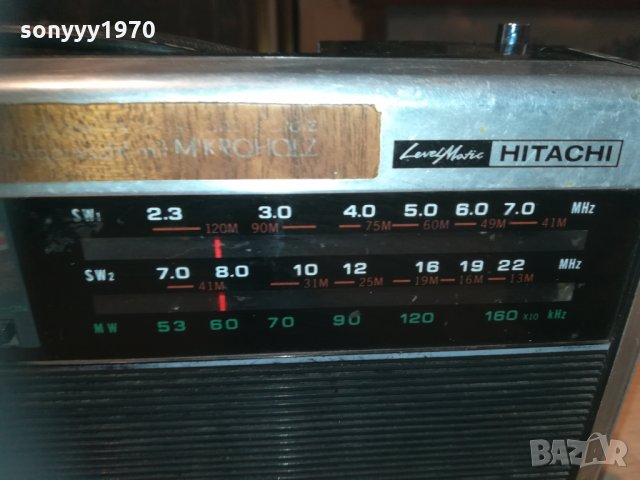 sonyyy1970
MIKROHOLZ
Level Matic HITACHI
SW1 2.3 3.0 4.0 5.0 6.0 7.0 MHz
120M 90M 75M 60M 49M 41M
SW2 7.0 8.0 10 12 16 19 22 MHz
41M 31M 25M 19M 16M 13M
MW 53 60 70 90 120 160 X10 kHz
BAZAR